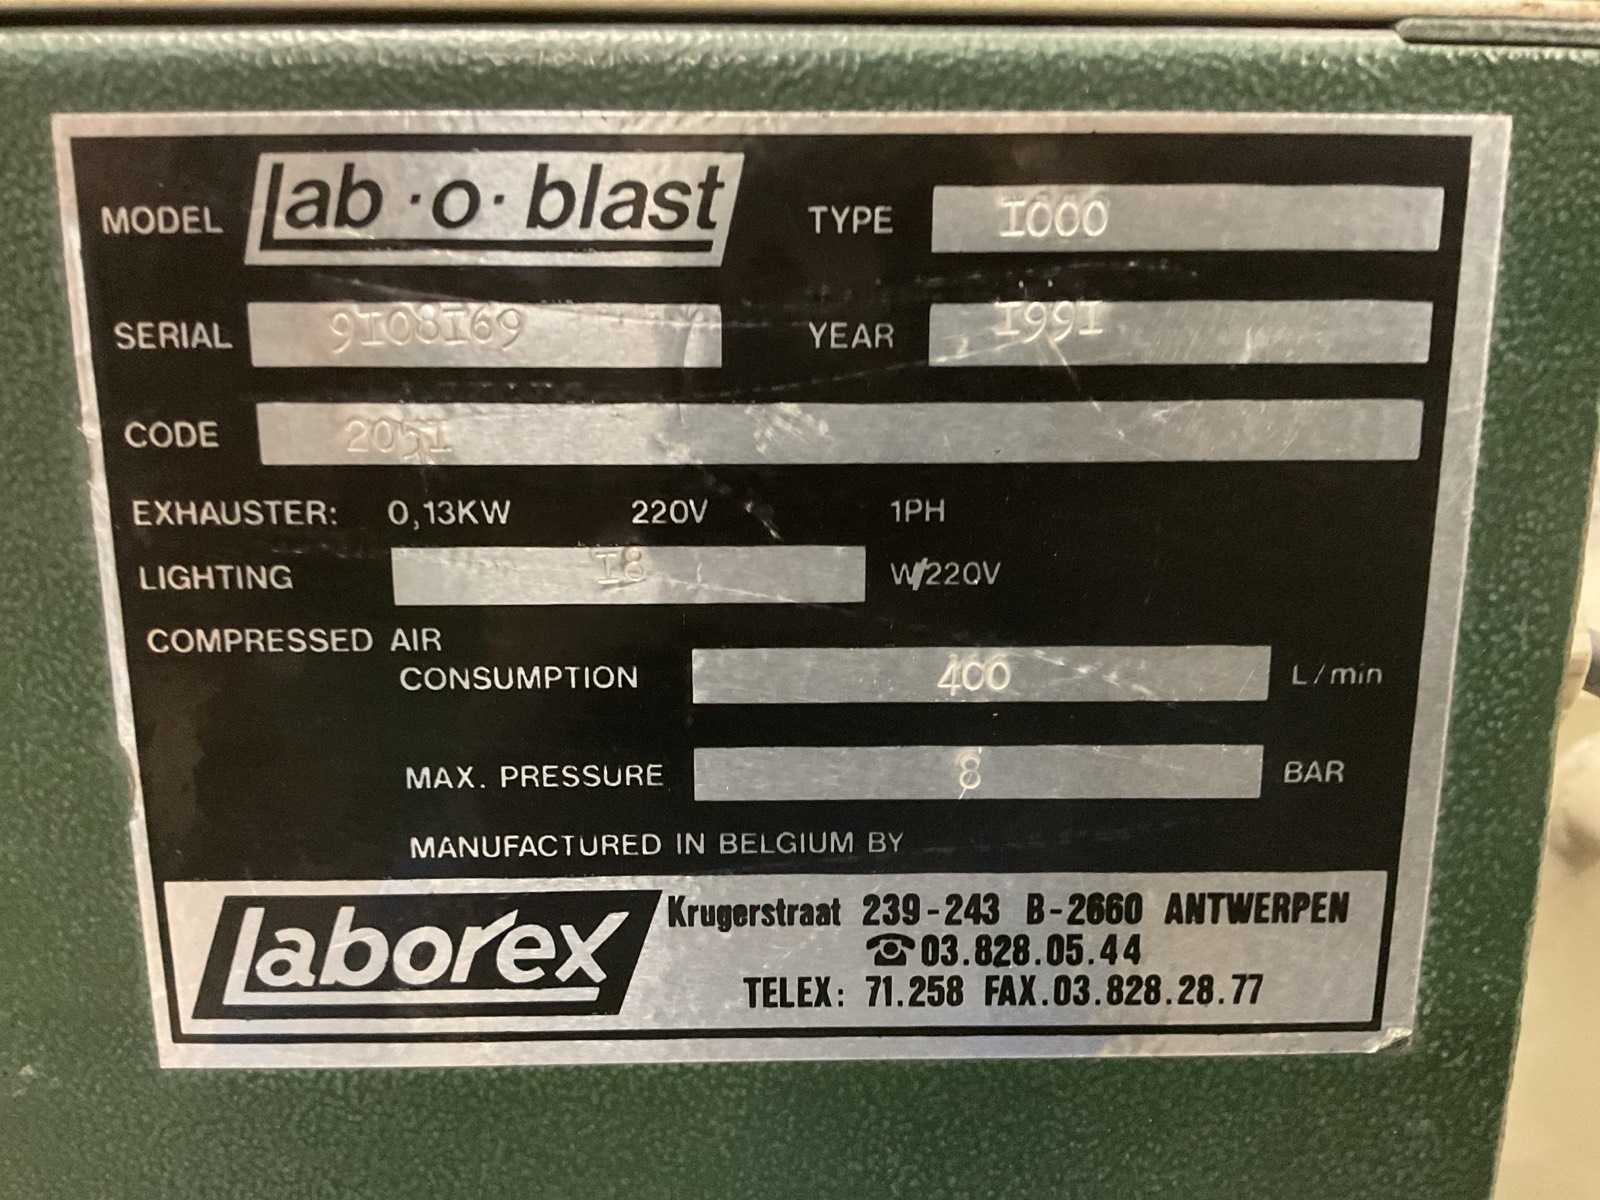 MODEL Lab·o·blast TYPE 1000
SERIAL 9108169 YEAR 1991
CODE 2051
EXHAUSTER: 0,13KW 220V 1PH
LIGHTING 18 W/220V
COMPRESSED AIR
CONSUMPTION 400 L/min
MAX. PRESSURE 8 BAR
MANUFACTURED IN BELGIUM BY
Laborex Krugerstraat 239-243 B-2660 ANTWERPEN
☎03.828.05.44
TELEX: 71.258 FAX.03.828.28.77